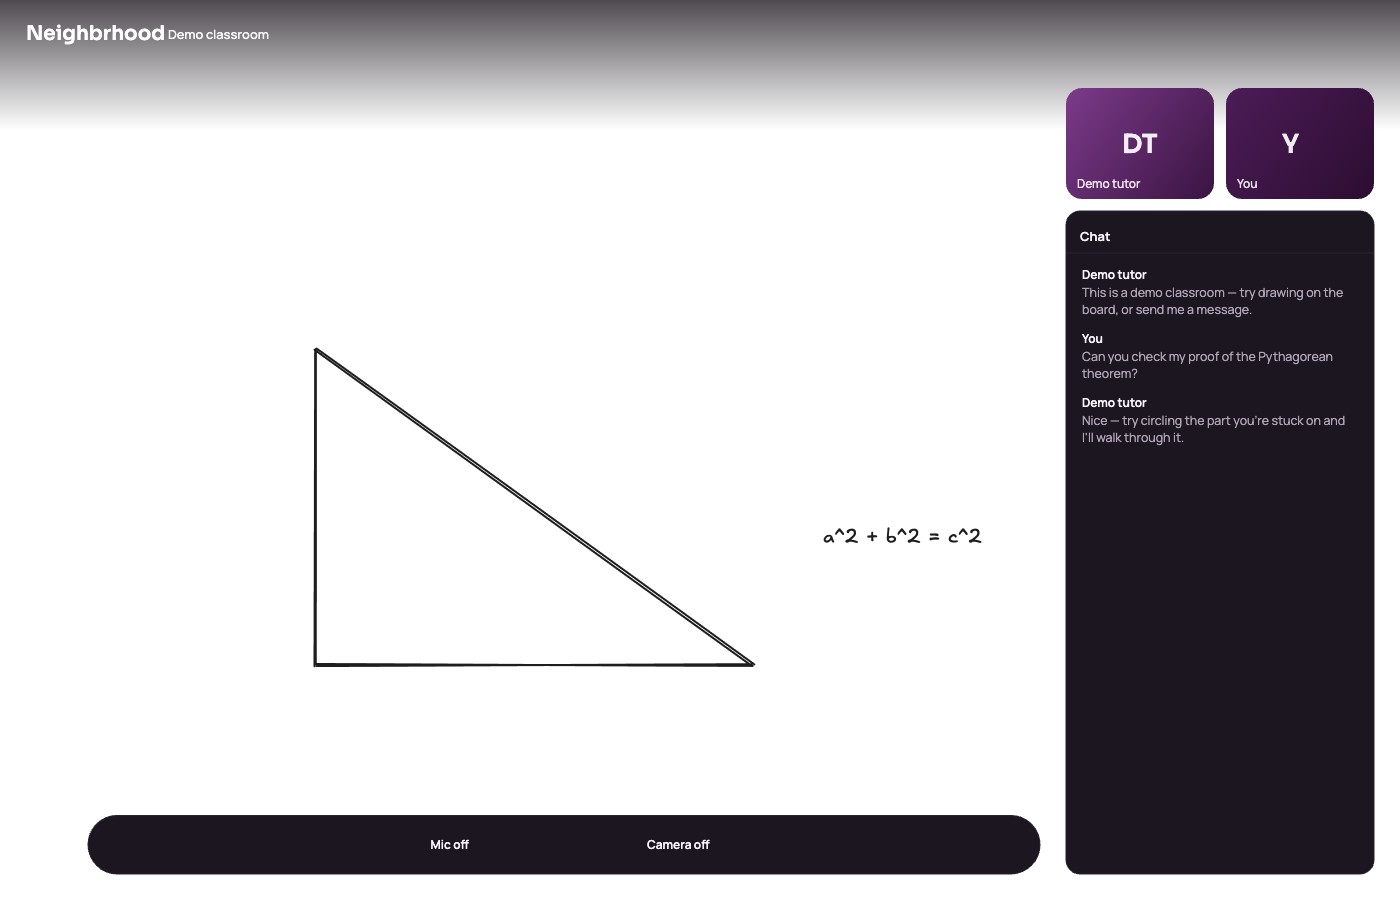 Neighbrhood Demo classroom
DT
Demo tutor
Y
You
Chat
Demo tutor
This is a demo classroom — try drawing on the
board, or send me a message.
You
Can you check my proof of the Pythagorean
theorem?
Demo tutor
Nice — try circling the part you're stuck on and
I'll walk through it.
a^2 + b^2 = c^2
Mic off
Camera off